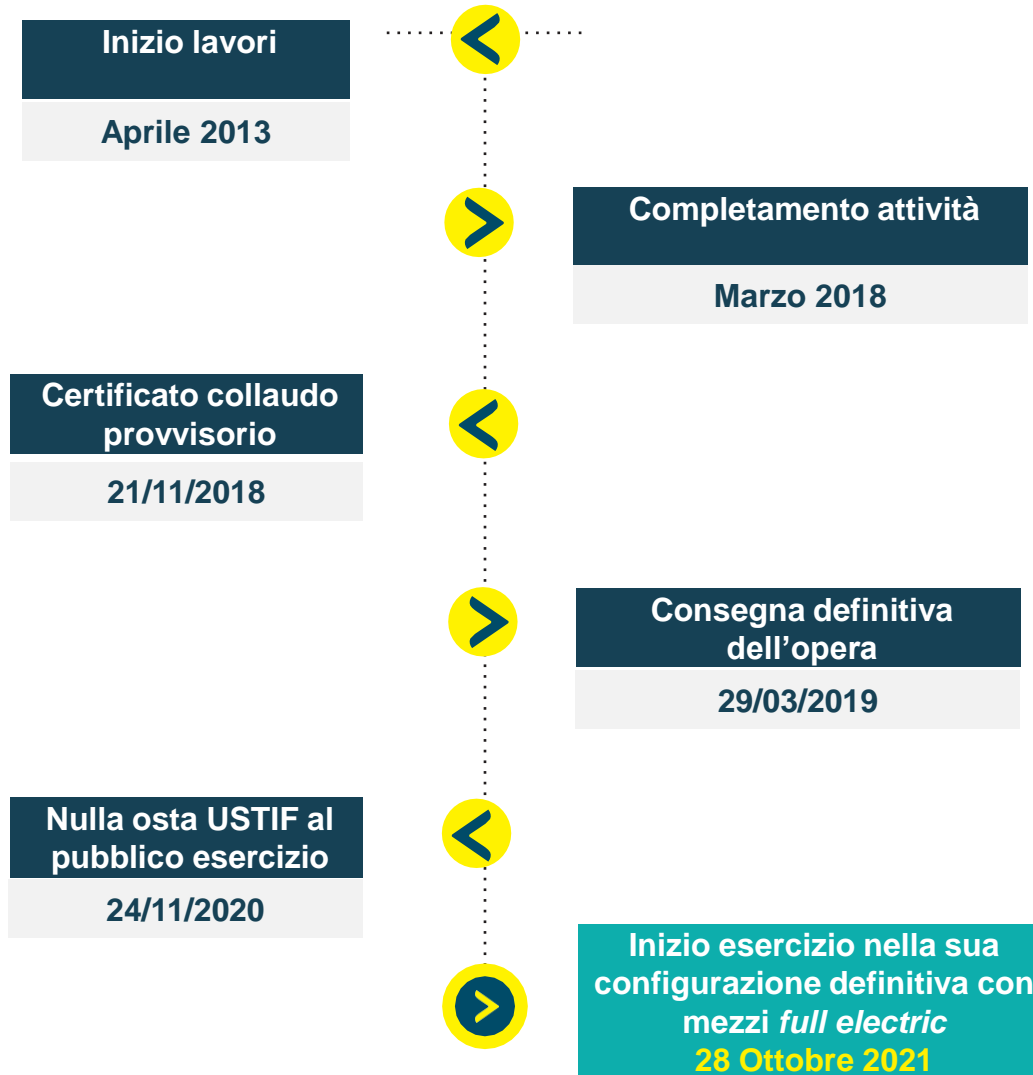 Inizio lavori
Aprile 2013
Completamento attività
Marzo 2018
Certificato collaudo
provvisorio
21/11/2018
Consegna definitiva
dell’opera
29/03/2019
Nulla osta USTIF al
pubblico esercizio
24/11/2020
Inizio esercizio nella sua
configurazione definitiva con
mezzi full electric
28 Ottobre 2021